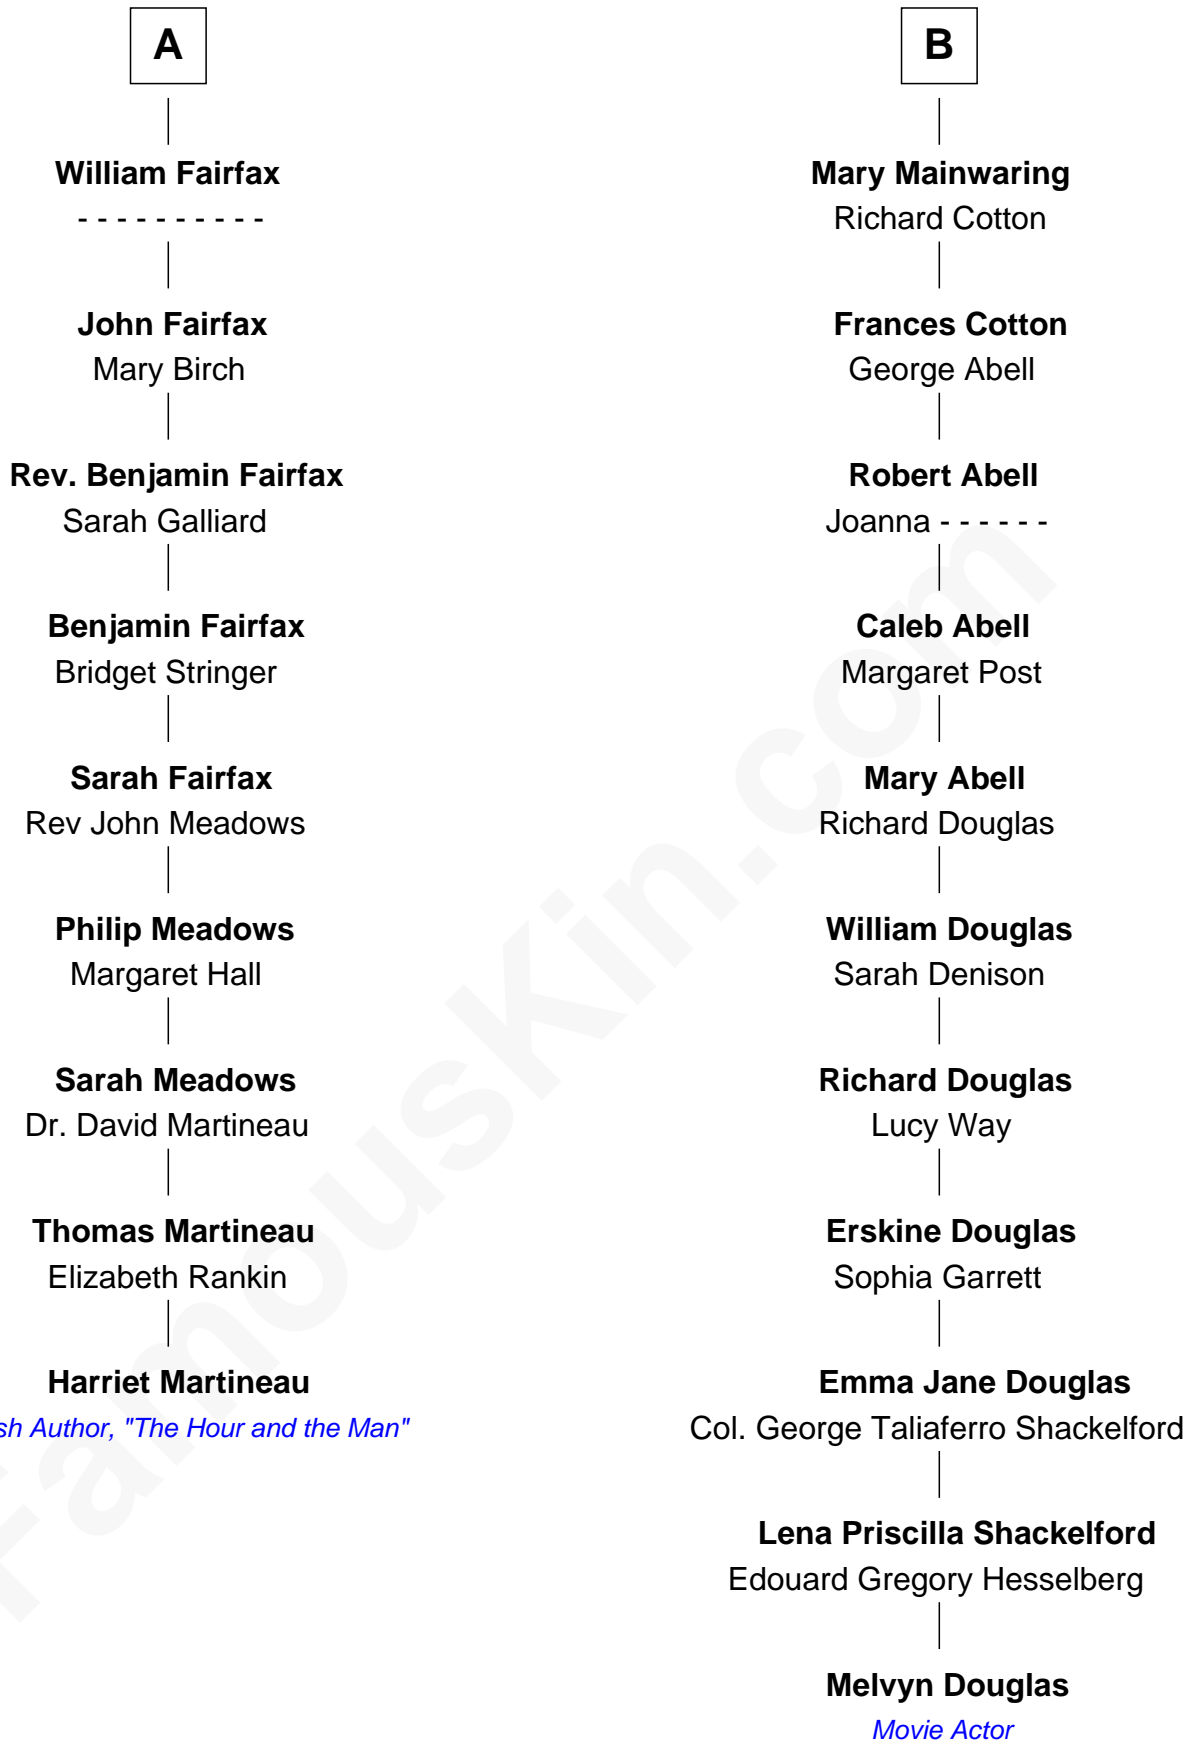 A
William Fairfax
- - - - - - - - - -
John Fairfax
Mary Birch
Rev. Benjamin Fairfax
Sarah Galliard
Benjamin Fairfax
Bridget Stringer
Sarah Fairfax
Rev John Meadows
Philip Meadows
Margaret Hall
Sarah Meadows
Dr. David Martineau
Thomas Martineau
Elizabeth Rankin
Harriet Martineau
sh Author, "The Hour and the Man"
B
Mary Mainwaring
Richard Cotton
Frances Cotton
George Abell
Robert Abell
Joanna - - - - - -
Caleb Abell
Margaret Post
Mary Abell
Richard Douglas
William Douglas
Sarah Denison
Richard Douglas
Lucy Way
Erskine Douglas
Sophia Garrett
Emma Jane Douglas
Col. George Taliaferro Shackelford
Lena Priscilla Shackelford
Edouard Gregory Hesselberg
Melvyn Douglas
Movie Actor
FamousKin.com